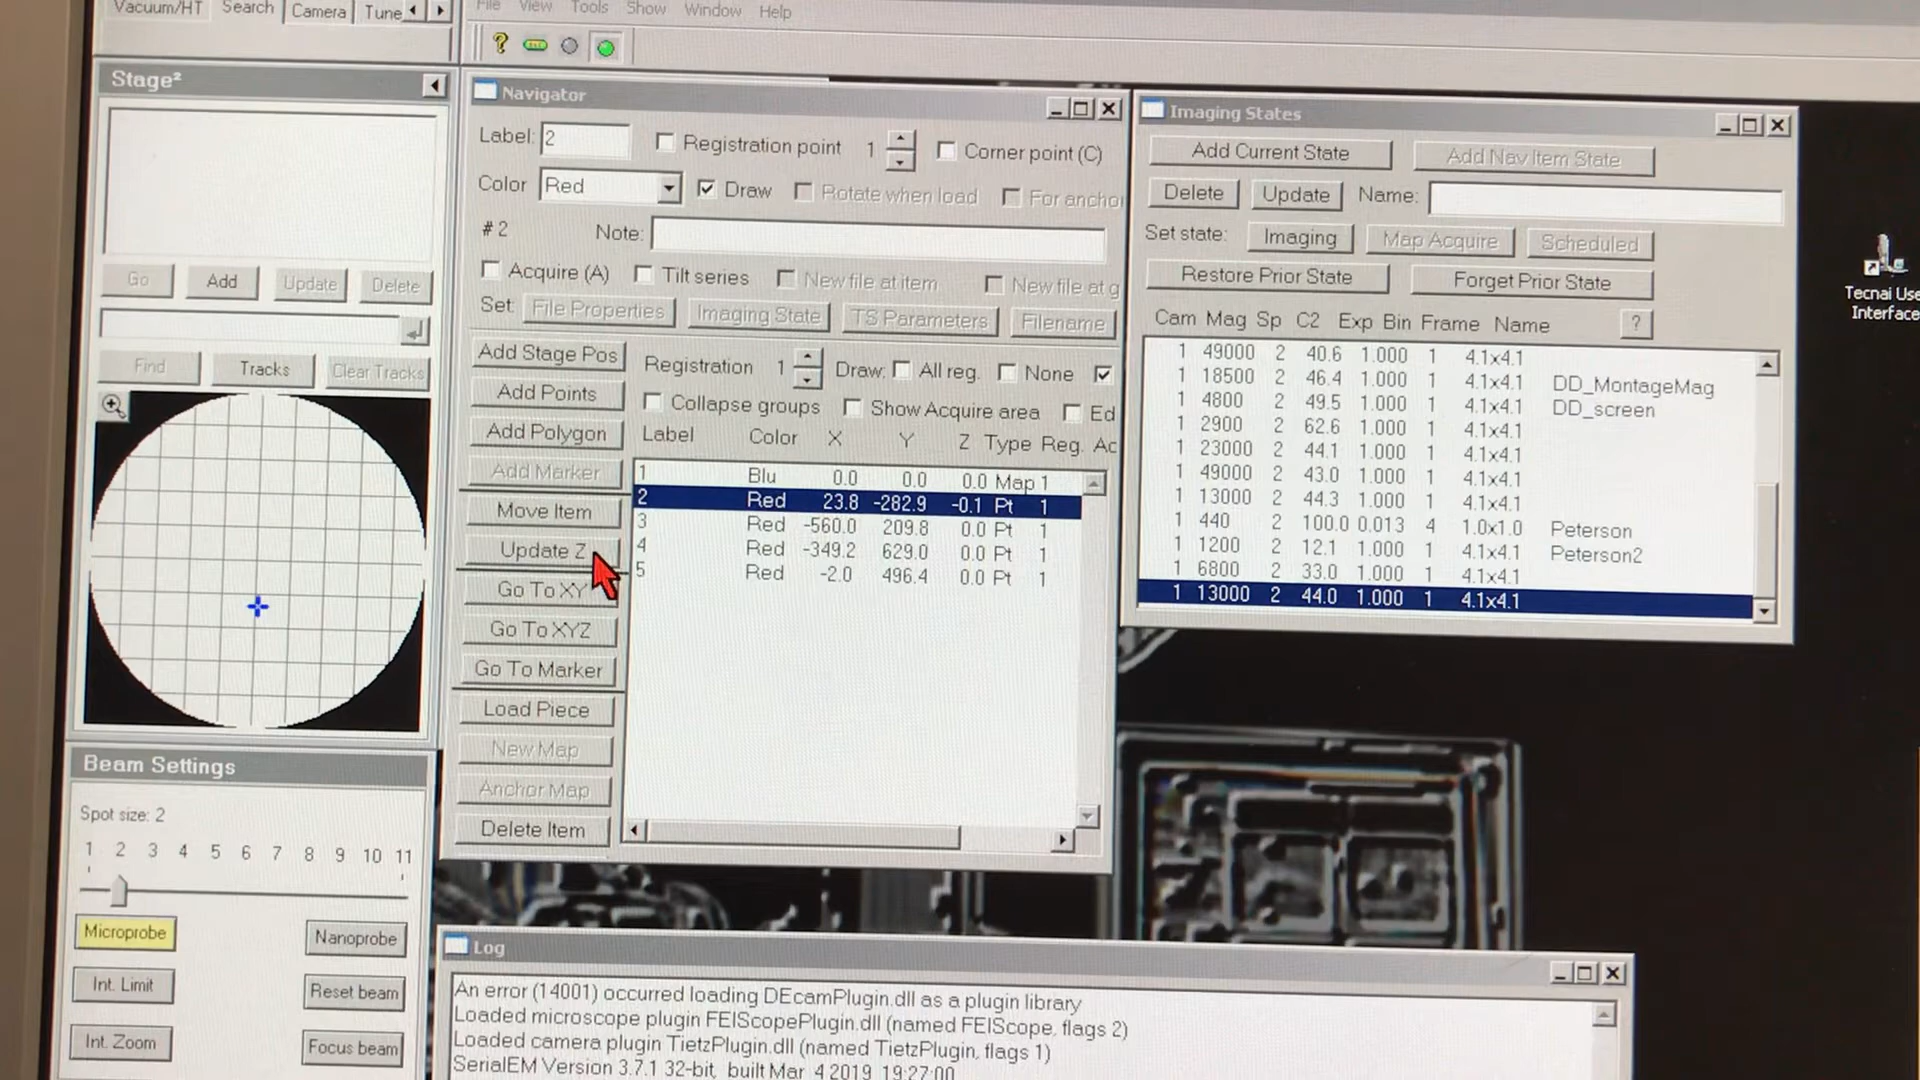 Vacuum/HT Search Camera Tune
File View Tools Show Window Help
Stage²
Go Add Update Delete
Find Tracks Clear Tracks
Beam Settings
Spot size: 2
1 2 3 4 5 6 7 8 9 10 11
Microprobe Nanoprobe
Int. Limit Reset beam
Int. Zoom Focus beam
Navigator
Label: 2 Registration point 1 Corner point (C)
Color Red Draw Rotate when load For anchor
# 2 Note:
Acquire (A) Tilt series New file at item New file at g
Set: File Properties Imaging State TS Parameters Filename
Add Stage Pos Registration 1 Draw: All reg. None
Add Points Collapse groups Show Acquire area Ed
Add Polygon
Add Marker
Move Item
Update Z
Go To XY
Go To XYZ
Go To Marker
Load Piece
New Map
Anchor Map
Delete Item
Label Color X Y Z Type Reg. Ac
1 Blu 0.0 0.0 0.0 Map 1
2 Red 23.8 -282.9 -0.1 Pt 1
3 Red -560.0 209.8 0.0 Pt 1
4 Red -349.2 629.0 0.0 Pt 1
5 Red -2.0 496.4 0.0 Pt 1
Imaging States
Add Current State Add Nav Item State
Delete Update Name:
Set state: Imaging Map Acquire Scheduled
Restore Prior State Forget Prior State
Cam Mag Sp C2 Exp Bin Frame Name ?
1 49000 2 40.6 1.000 1 4.1x4.1
1 18500 2 46.4 1.000 1 4.1x4.1 DD_MontageMag
1 4800 2 49.5 1.000 1 4.1x4.1 DD_screen
1 2900 2 62.6 1.000 1 4.1x4.1
1 23000 2 44.1 1.000 1 4.1x4.1
1 49000 2 43.0 1.000 1 4.1x4.1
1 13000 2 44.3 1.000 1 4.1x4.1
1 440 2 100.0 0.013 4 1.0x1.0 Peterson
1 1200 2 12.1 1.000 1 4.1x4.1 Peterson2
1 6800 2 33.0 1.000 1 4.1x4.1
1 13000 2 44.0 1.000 1 4.1x4.1
Tecnai Use
Interface
Log
An error (14001) occurred loading DEcamPlugin.dll as a plugin library
Loaded microscope plugin FEIScopePlugin.dll (named FEIScope, flags 2)
Loaded camera plugin TietzPlugin.dll (named TietzPlugin, flags 1)
SerialEM Version 3.7.1 32-bit, built Mar 4 2019 19:27:00